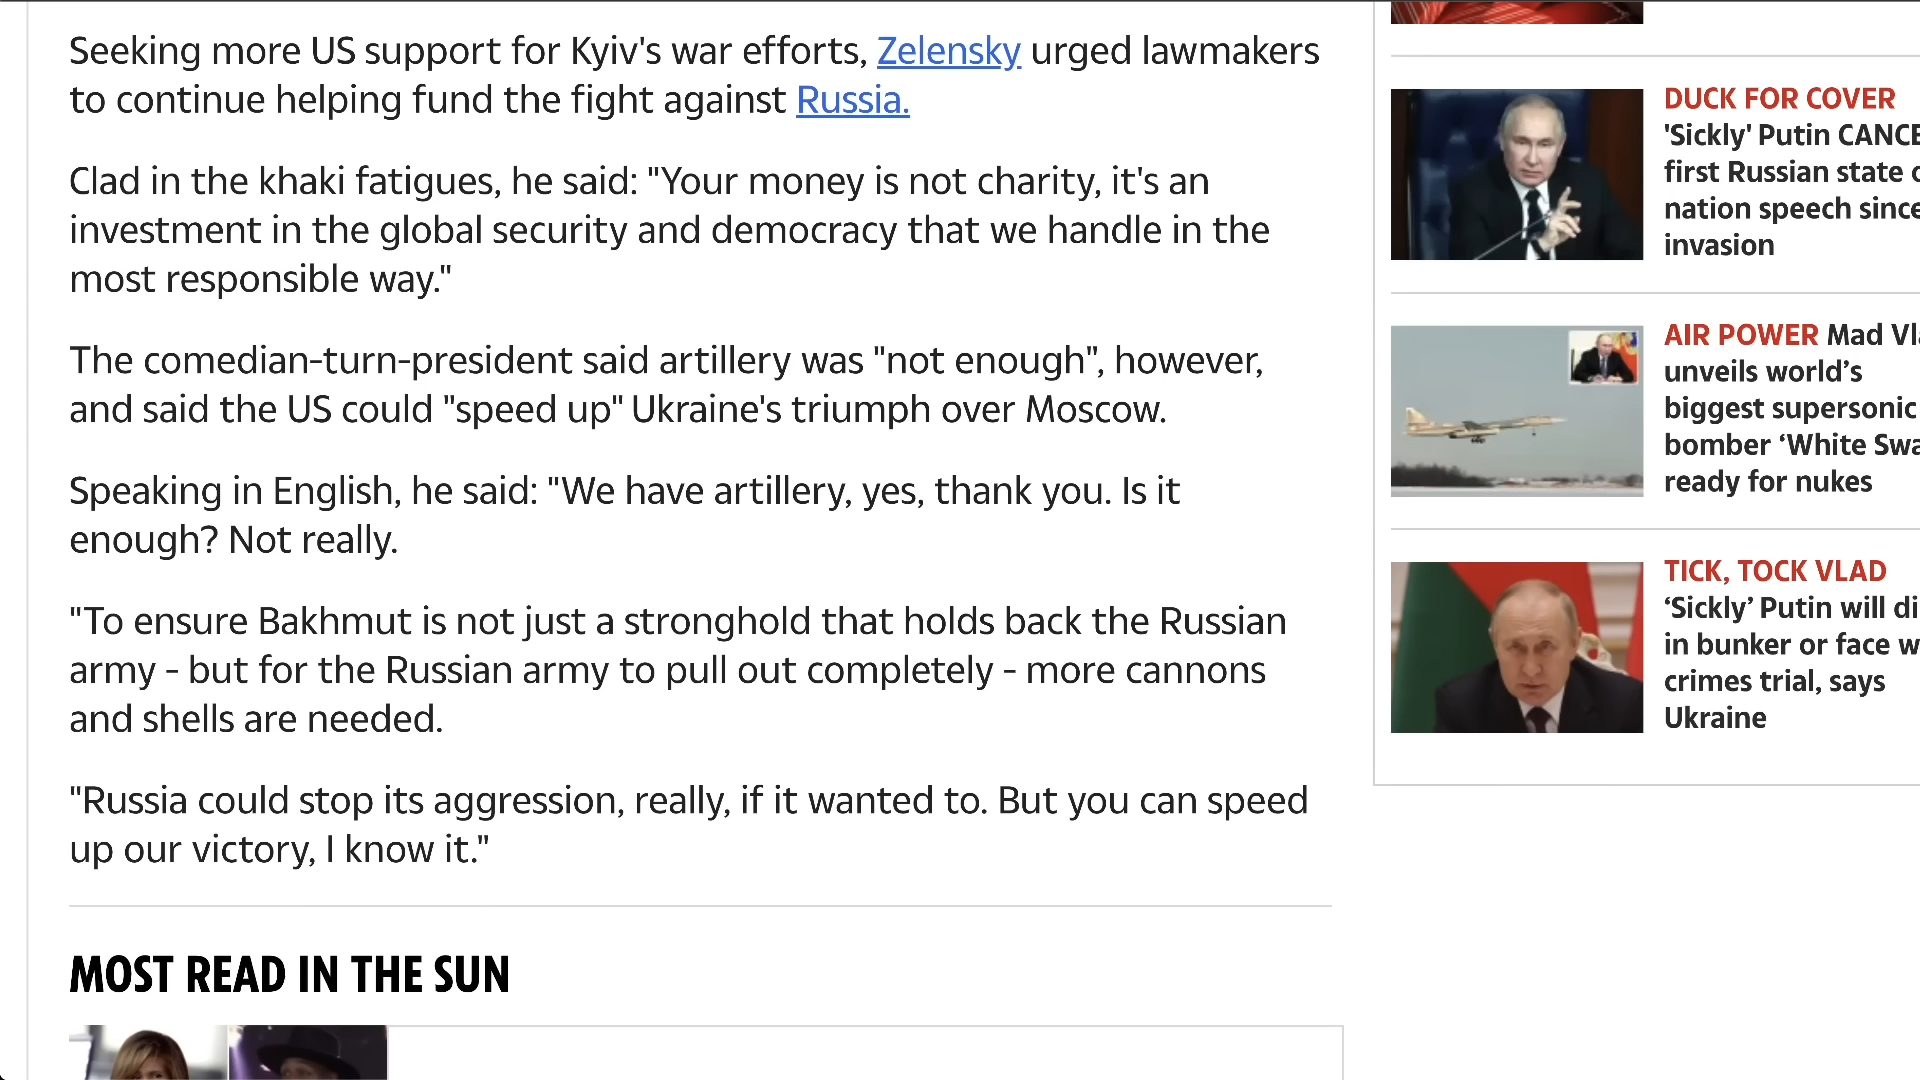 Seeking more US support for Kyiv's war efforts, Zelensky urged lawmakers
to continue helping fund the fight against Russia.
Clad in the khaki fatigues, he said: "Your money is not charity, it's an
investment in the global security and democracy that we handle in the
most responsible way."
The comedian-turn-president said artillery was "not enough", however,
and said the US could "speed up" Ukraine's triumph over Moscow.
Speaking in English, he said: "We have artillery, yes, thank you. Is it
enough? Not really.
"To ensure Bakhmut is not just a stronghold that holds back the Russian
army - but for the Russian army to pull out completely - more cannons
and shells are needed.
"Russia could stop its aggression, really, if it wanted to. But you can speed
up our victory, I know it."
MOST READ IN THE SUN
DUCK FOR COVER
'Sickly' Putin
first Russian state
nation speech since
invasion
AIR POWER Mad
unveils world’s
biggest supersonic
bomber ‘White
ready for nukes
TICK, TOCK VLAD
‘Sickly’ Putin will
in bunker or face
crimes trial, says
Ukraine